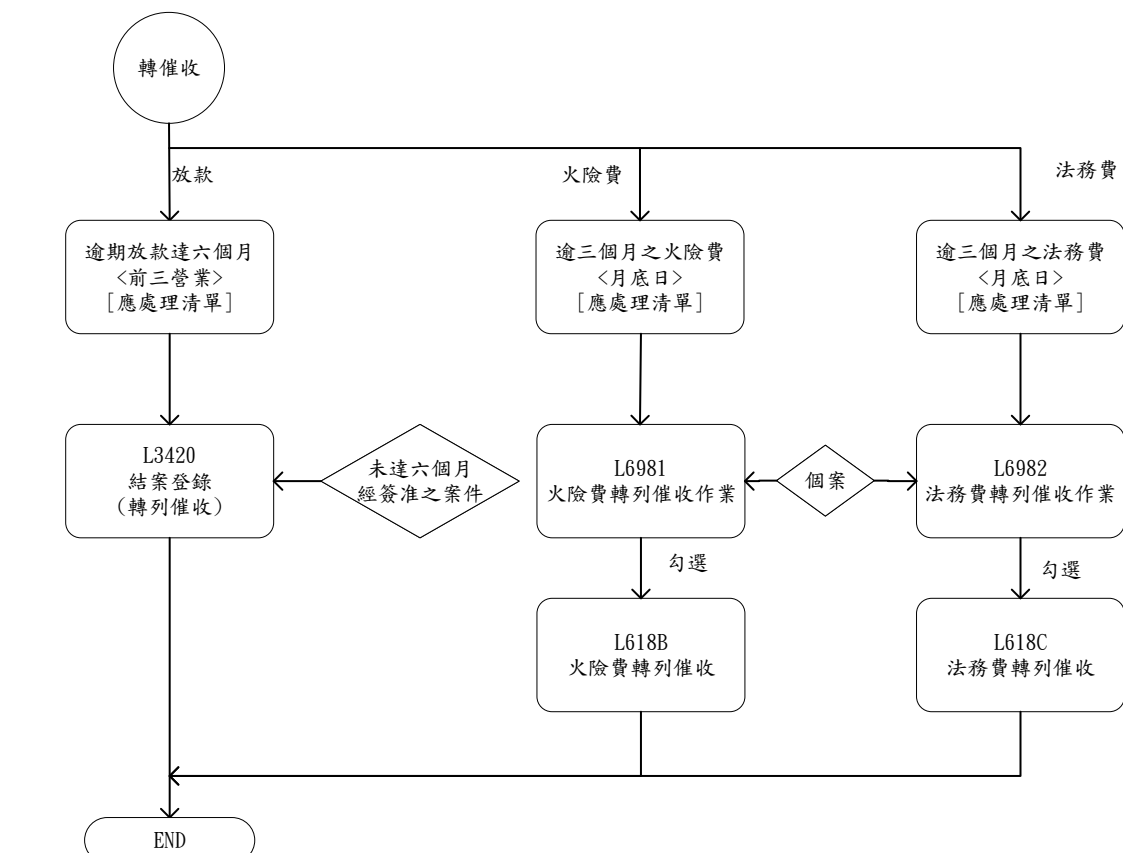 轉催收
放款
火險費
法務費
逾期放款達六個月
<前三營業>
[應處理清單]
逾三個月之火險費
<月底日>
[應處理清單]
逾三個月之法務費
<月底日>
[應處理清單]
L3420
結案登錄
(轉列催收)
未達六個月
經簽准之案件
L6981
火險費轉列催收作業
個案
L6982
法務費轉列催收作業
勾選
勾選
L618B
火險費轉列催收
L618C
法務費轉列催收
END